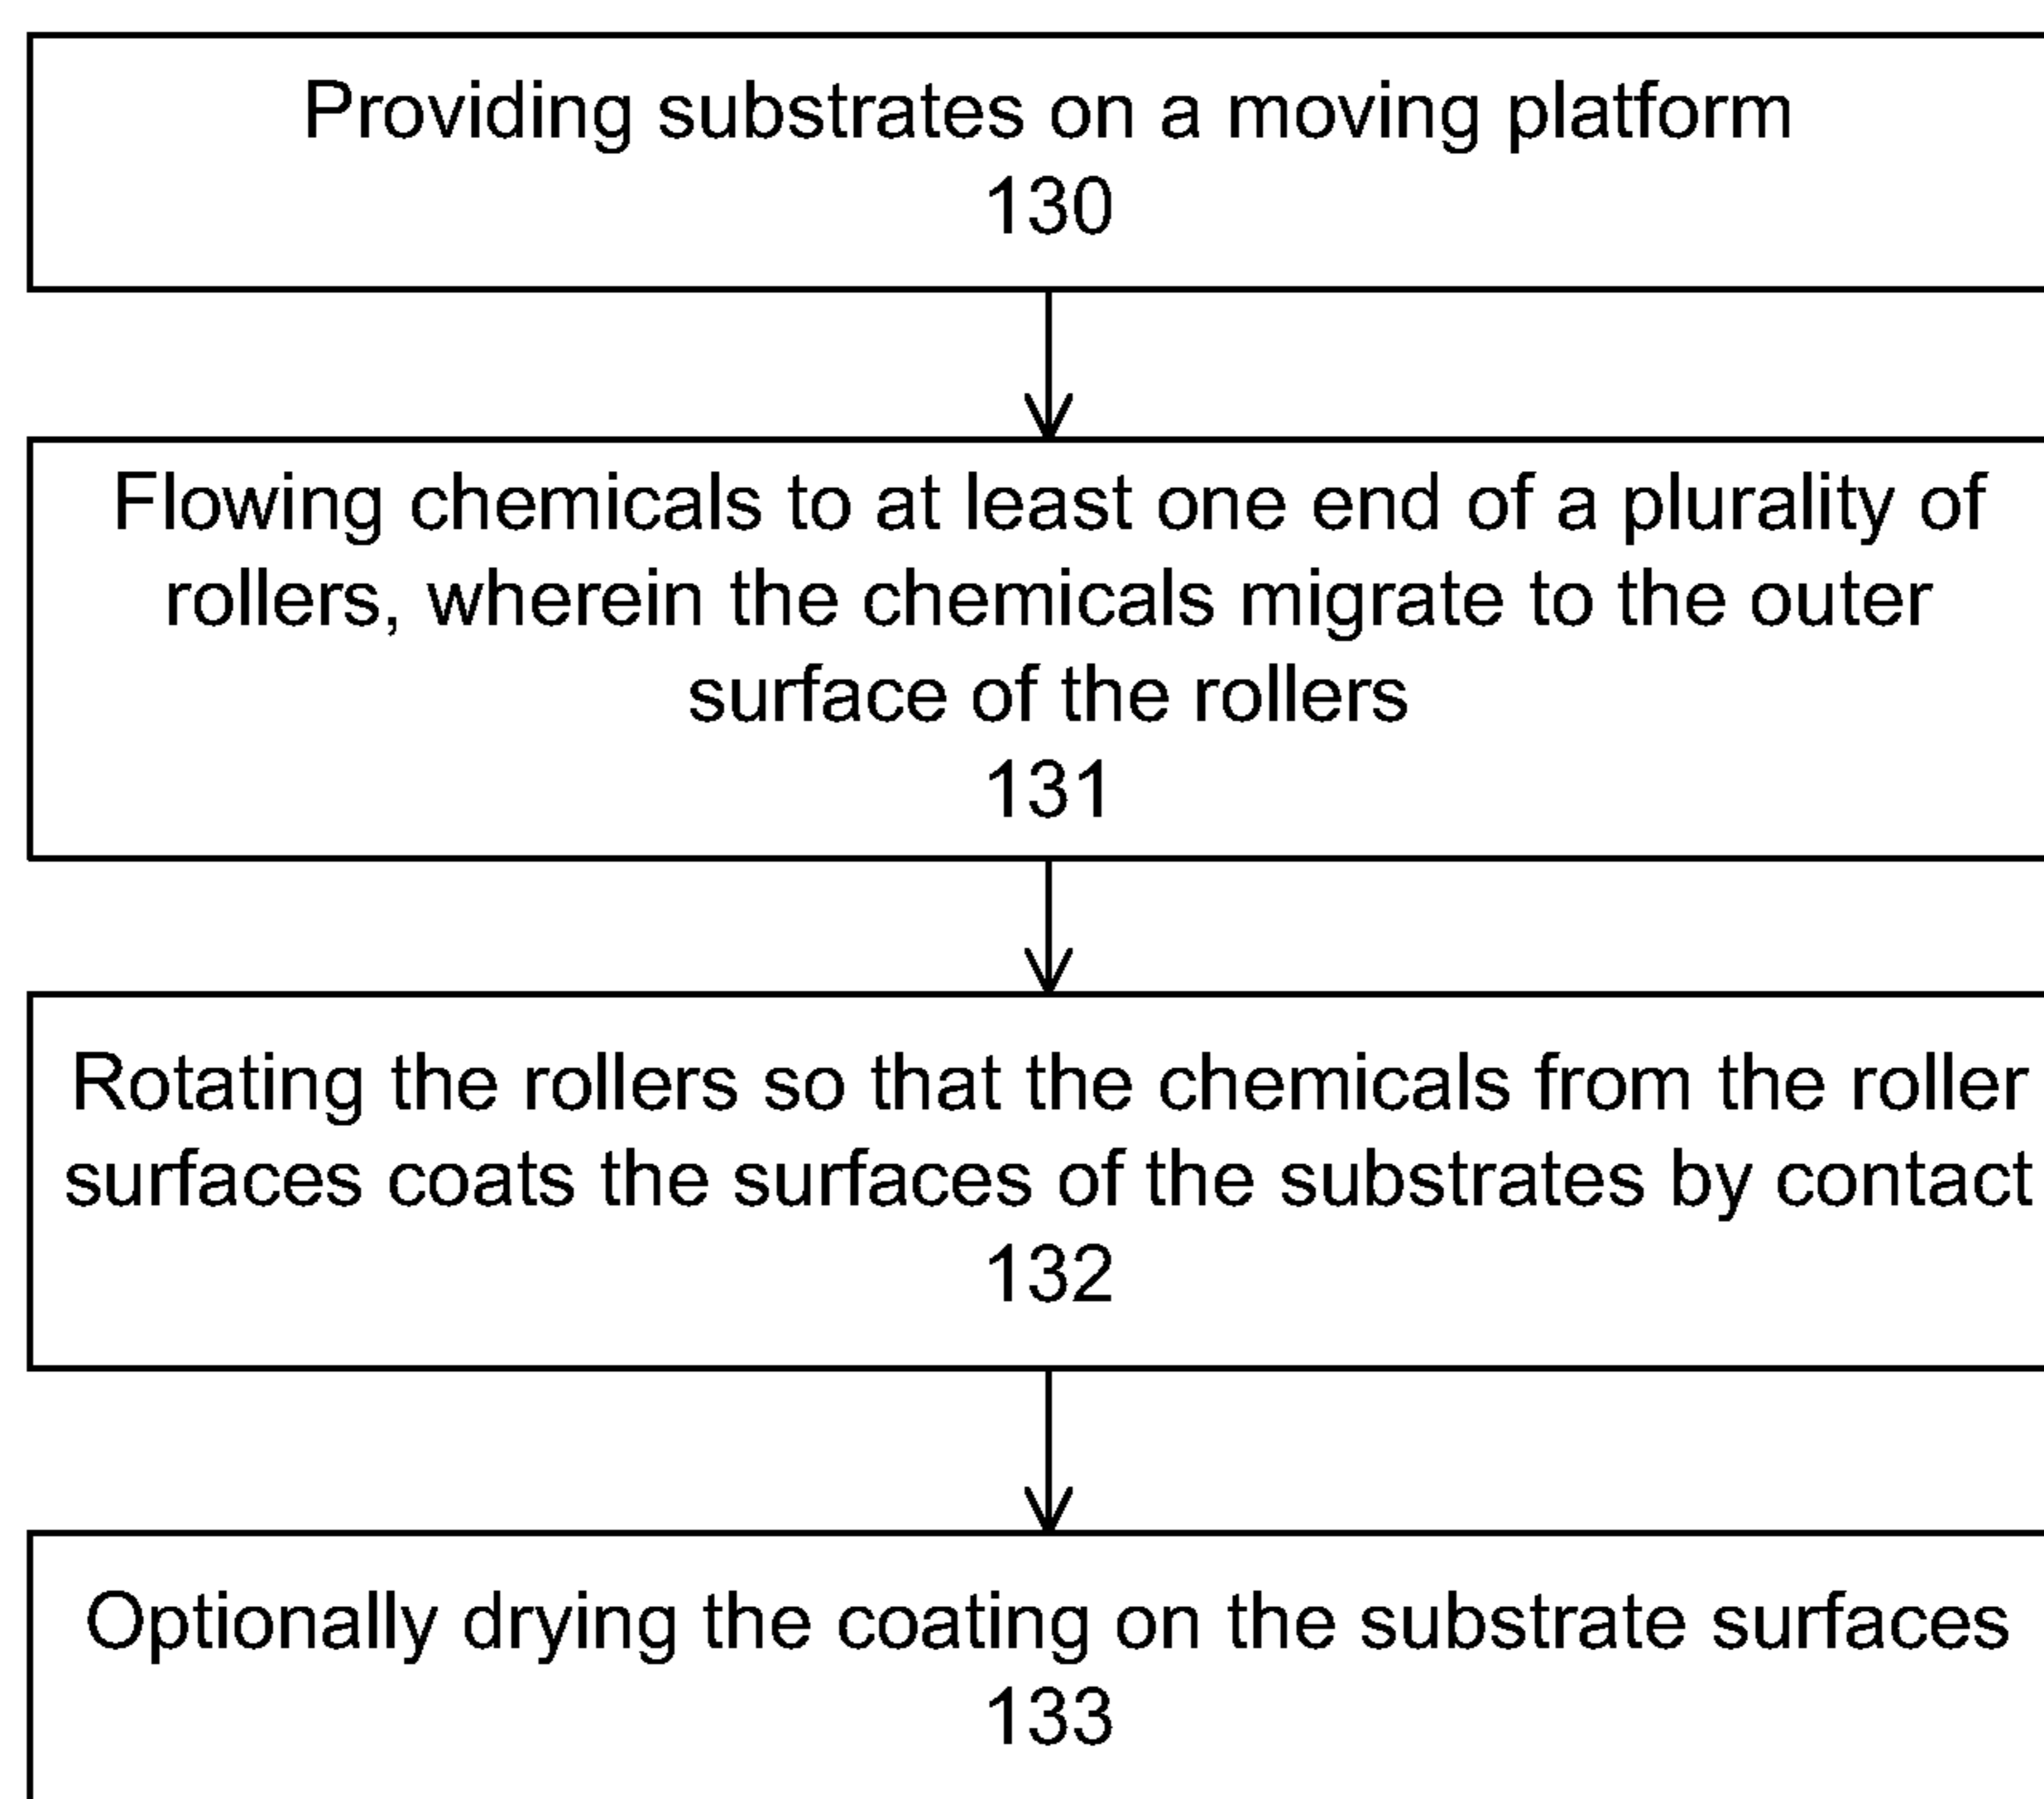 Providing substrates on a moving platform
130
Flowing chemicals to at least one end of a plurality of
rollers, wherein the chemicals migrate to the outer
surface of the rollers
131
Rotating the rollers so that the chemicals from the roller
surfaces coats the surfaces of the substrates by contact
132
Optionally drying the coating on the substrate surfaces
133